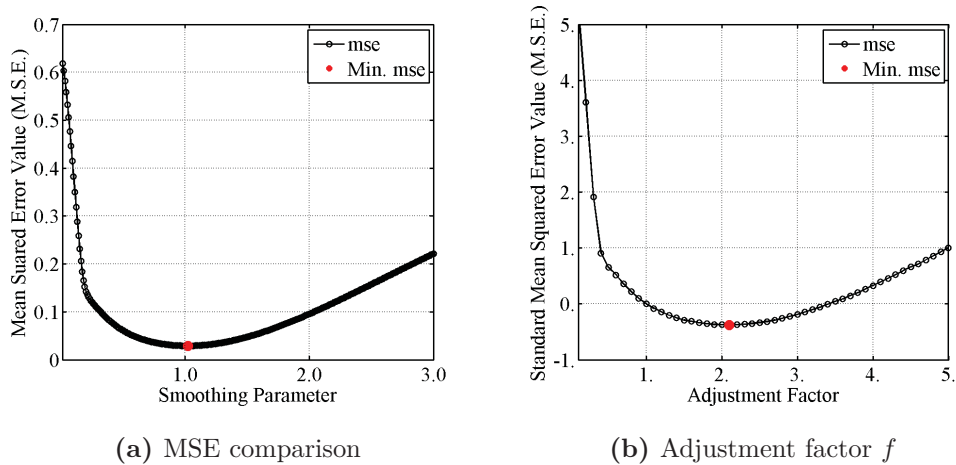 0.7
0.6
0.5
0.4
0.3
0.2
0.1
0
1.0
2.0
3.0
Mean Suared Error Value (M.S.E.)
Smoothing Parameter
mse
Min. mse
(a) MSE comparison
5.
4.
3.
2.
1.
0.
-1.
1.
2.
3.
4.
5.
Standard Mean Squared Error Value (M.S.E.)
Adjustment Factor
mse
Min. mse
(b) Adjustment factor f